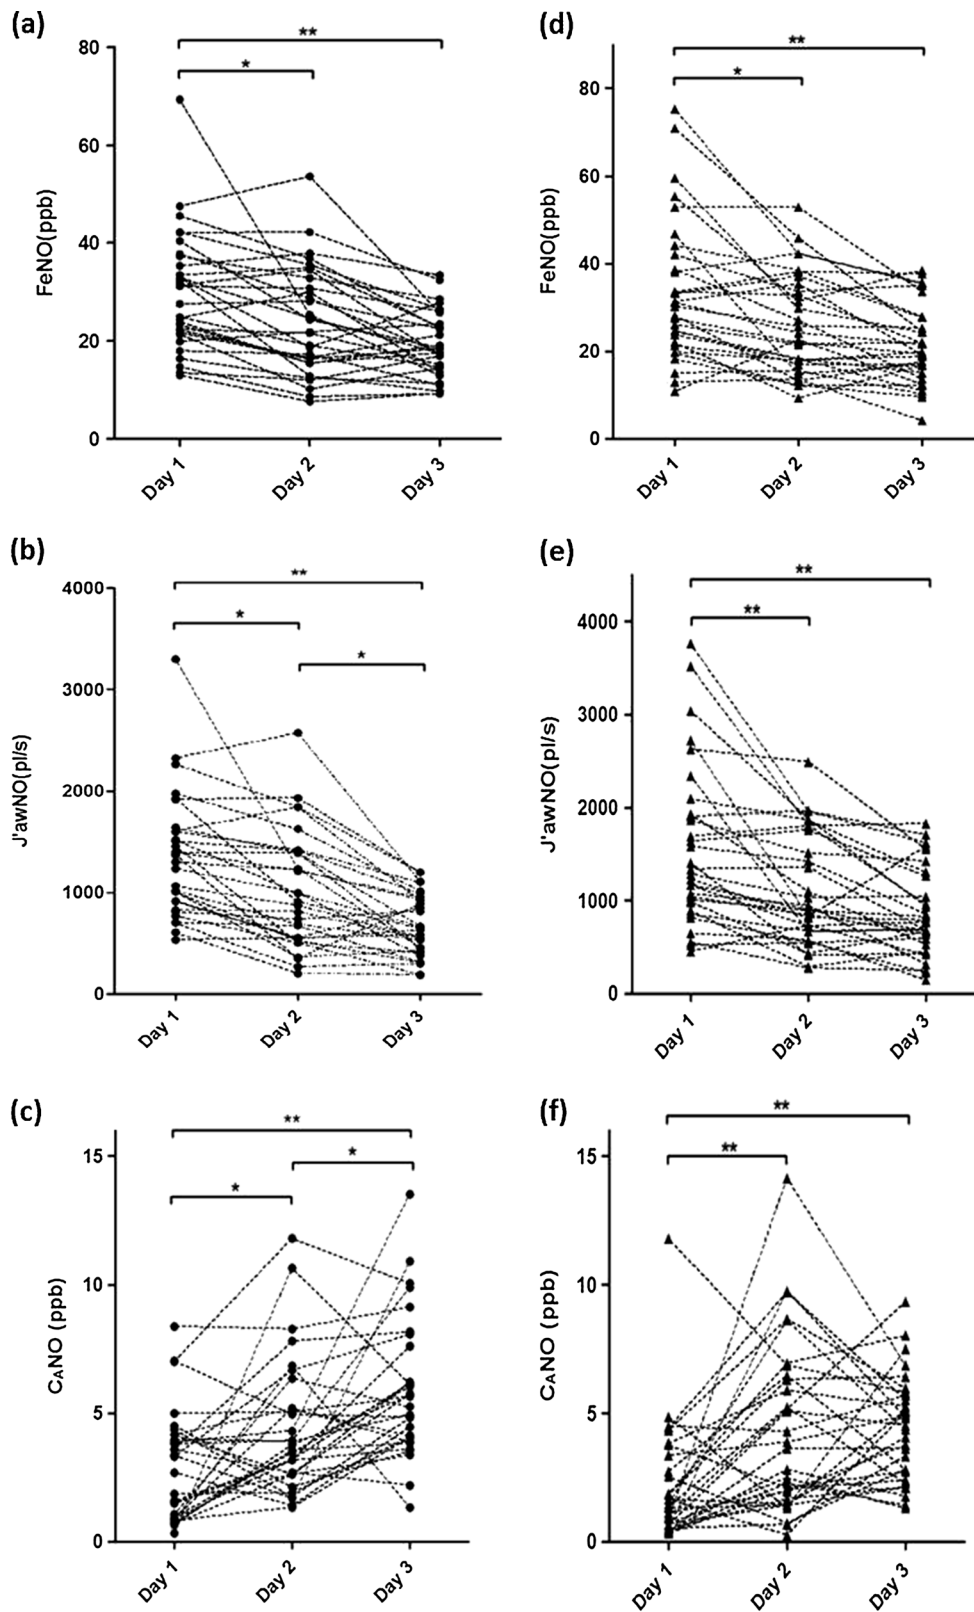 (a)
**
*
80
60
40
20
0
FeNO(ppb)
Day 1
Day 2
Day 3
(d)
**
*
80
60
40
20
0
FeNO(ppb)
Day 1
Day 2
Day 3
(b)
**
*
*
4000
3000
2000
1000
0
J'awNO(pl/s)
Day 1
Day 2
Day 3
(e)
**
**
4000
3000
2000
1000
0
J'awNO(pl/s)
Day 1
Day 2
Day 3
(c)
**
*
*
15
10
5
0
CANO (ppb)
Day 1
Day 2
Day 3
(f)
**
**
15
10
5
0
CANO (ppb)
Day 1
Day 2
Day 3